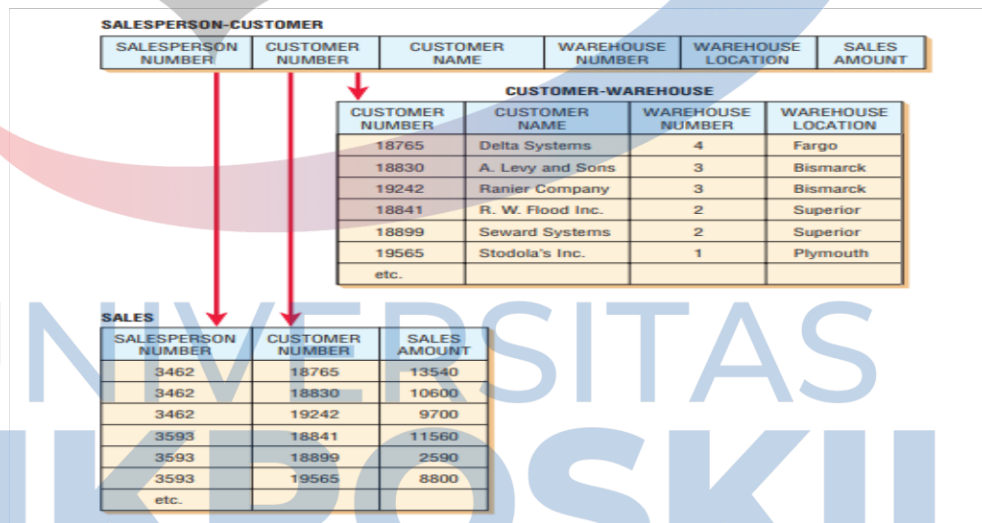 SALESPERSON-CUSTOMER
SALESPERSON NUMBER CUSTOMER NUMBER CUSTOMER NAME WAREHOUSE NUMBER WAREHOUSE LOCATION SALES AMOUNT
CUSTOMER-WAREHOUSE
CUSTOMER NUMBER CUSTOMER NAME WAREHOUSE NUMBER WAREHOUSE LOCATION
18765 Delta Systems 4 Fargo
18830 A. Levy and Sons 3 Bismarck
19242 Ranier Company 3 Bismarck
18841 R. W. Flood Inc. 2 Superior
18899 Seward Systems 2 Superior
19565 Stodola's Inc. 1 Plymouth
etc.
SALES
SALESPERSON NUMBER CUSTOMER NUMBER SALES AMOUNT
3462 18765 13540
3462 18830 10600
3462 19242 9700
3593 18841 11560
3593 18899 2590
3593 19565 8800
etc.
NIVERSITAS
IKROSKIL